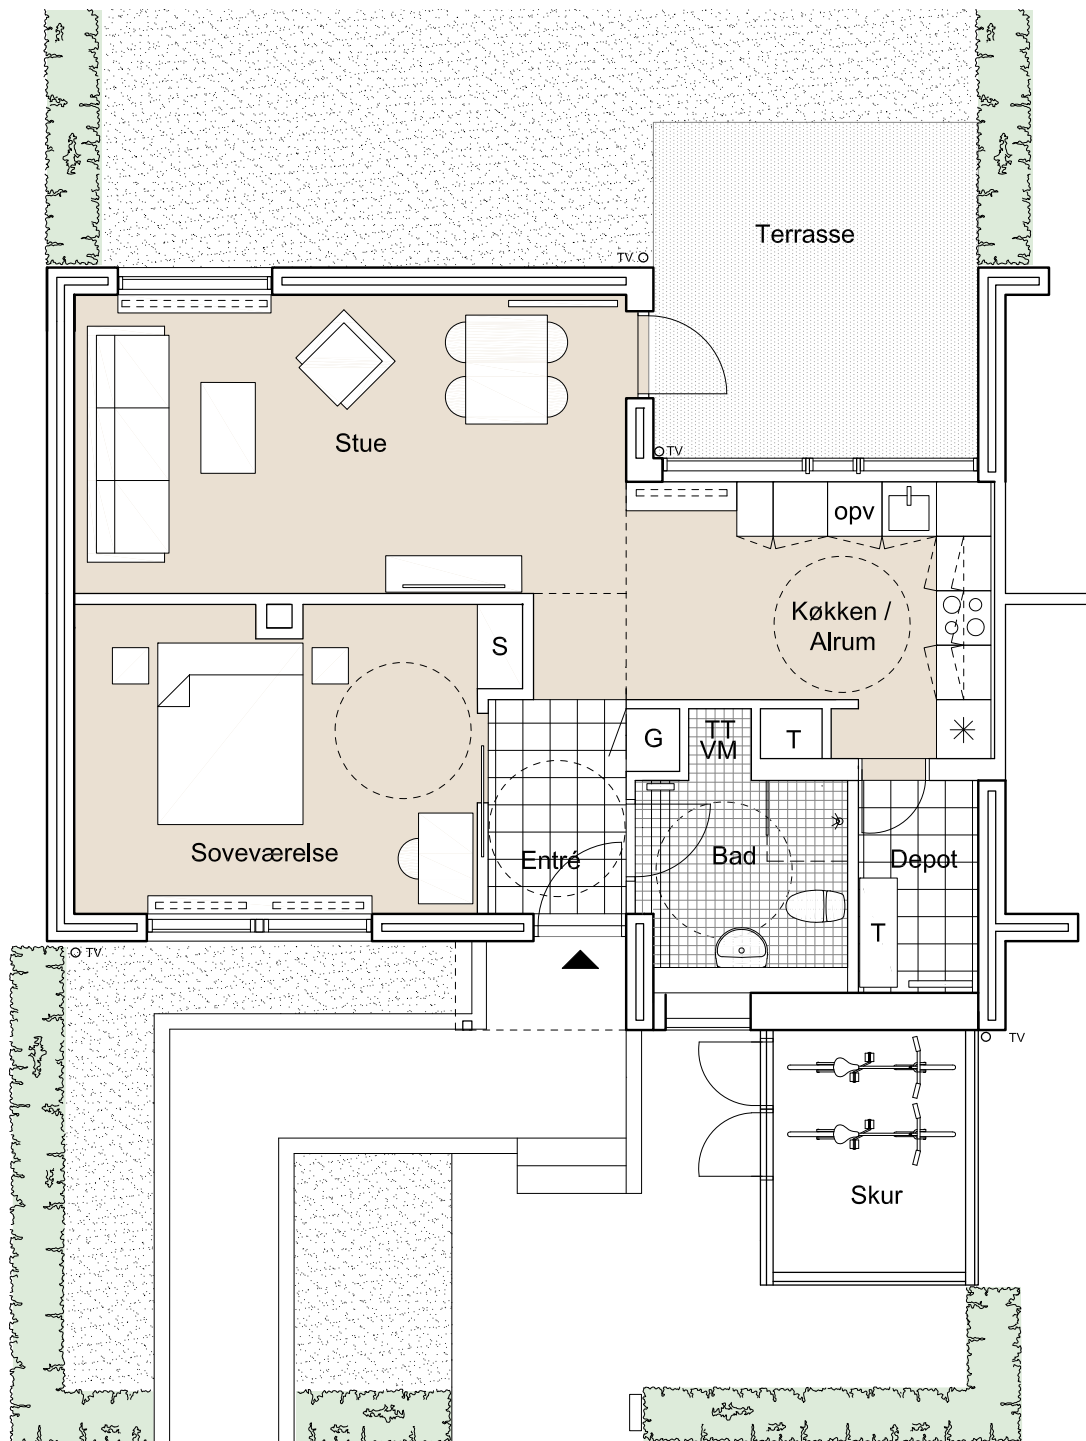 Terrasse
TV
Stue
TV
opv
Køkken /
Alrum
S
G
TT
VM
T
Soveværelse
Entré
Bad
Depot
T
TV
TV
Skur